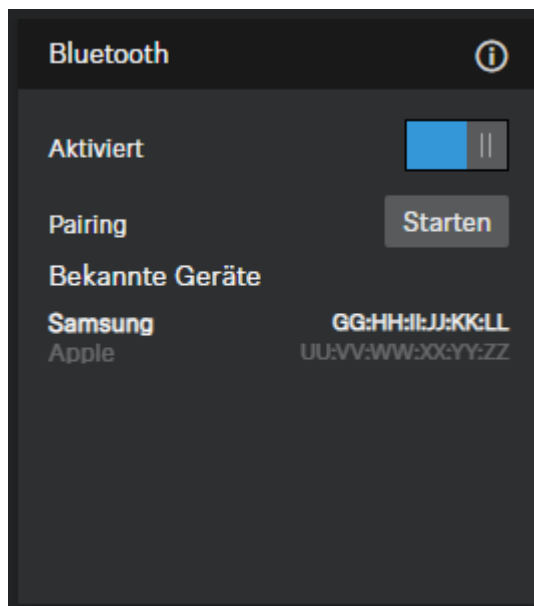 Bluetooth
Aktiviert
Pairing Starten
Bekannte Geräte
Samsung GG:HH:II:JJ:KK:LL
Apple UU:VV:WW:XX:YY:ZZ